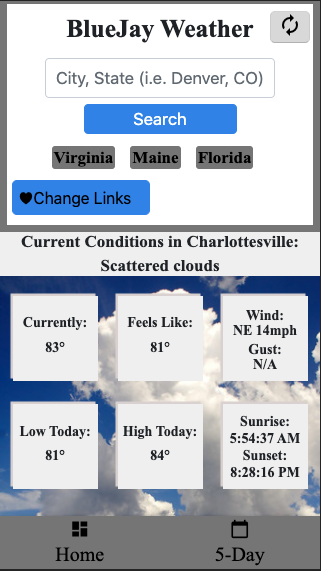 BlueJay Weather
City, State (i.e. Denver, CO)
Search
Virginia Maine Florida
Change Links
Current Conditions in Charlottesville:
Scattered clouds
Currently:
83°
Feels Like:
81°
Wind:
NE 14mph
Gust:
N/A
Low Today:
81°
High Today:
84°
Sunrise:
5:54:37 AM
Sunset:
8:28:16 PM
Home
5-Day